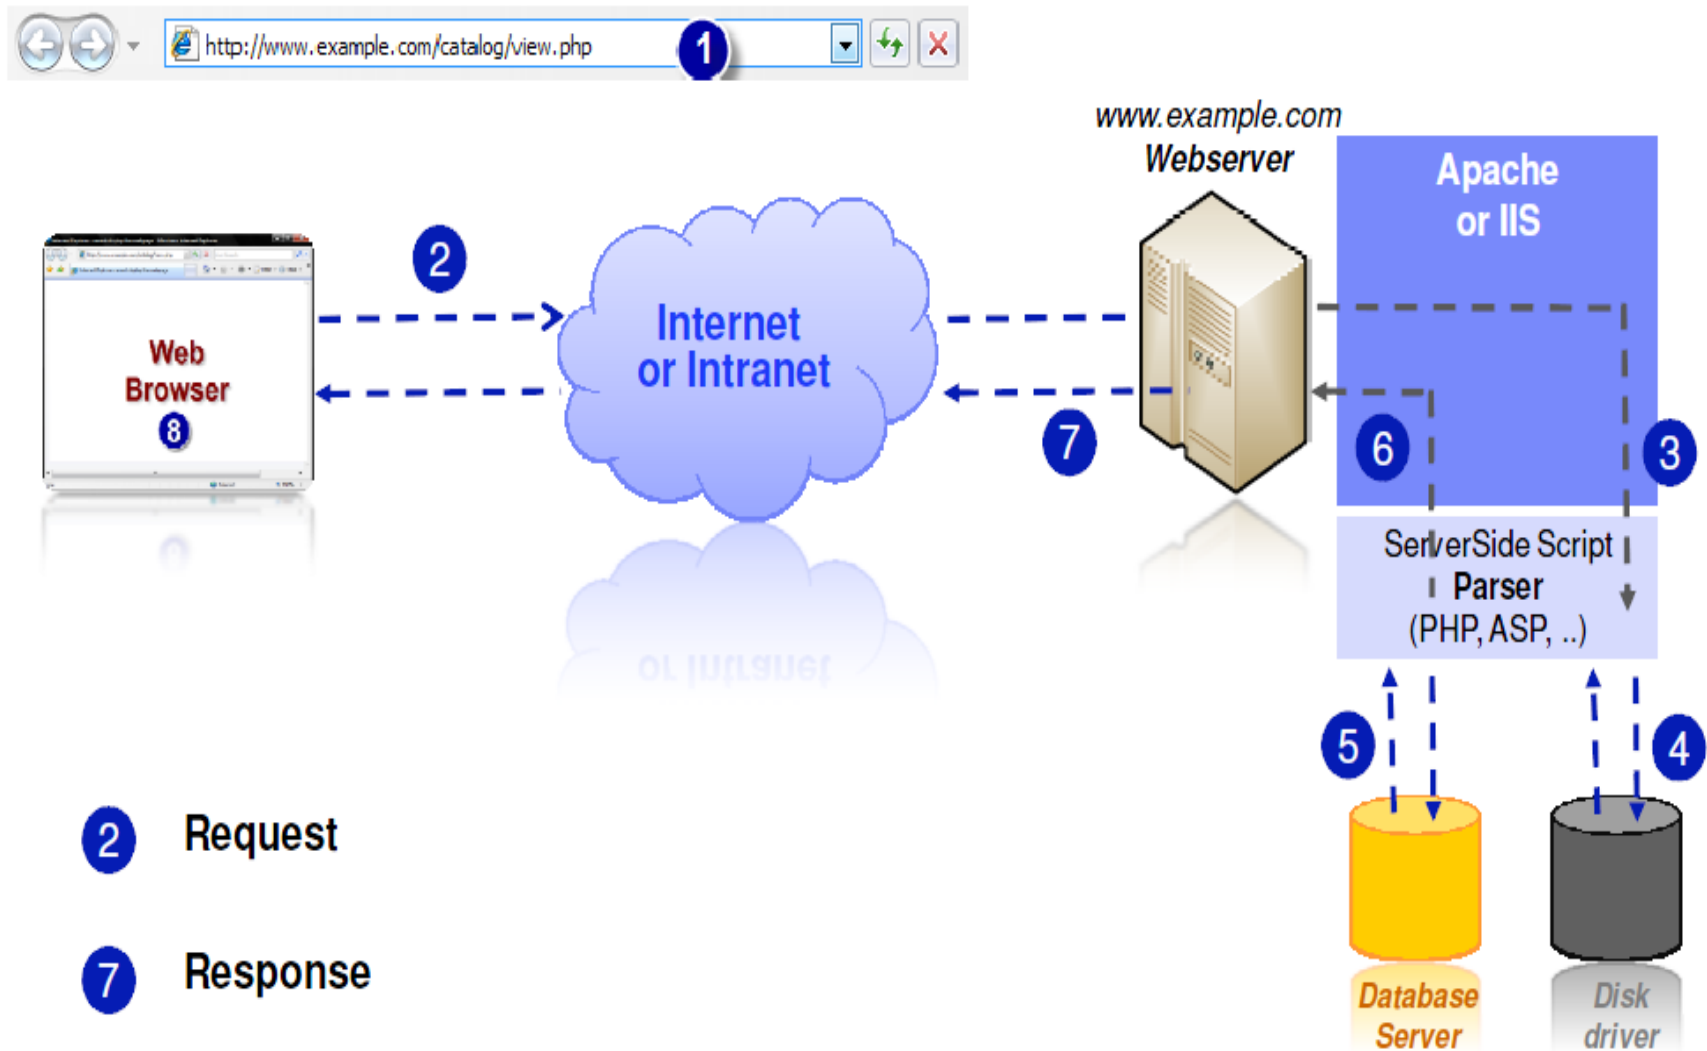 http://www.example.com/catalog/view.php
1
www.example.com
Webserver
Apache
or IIS
2
Internet
or Intranet
Web
Browser
8
7
6
3
ServerSide Script
Parser
(PHP, ASP, ..)
5
4
2 Request
7 Response
Database
Server
Disk
driver